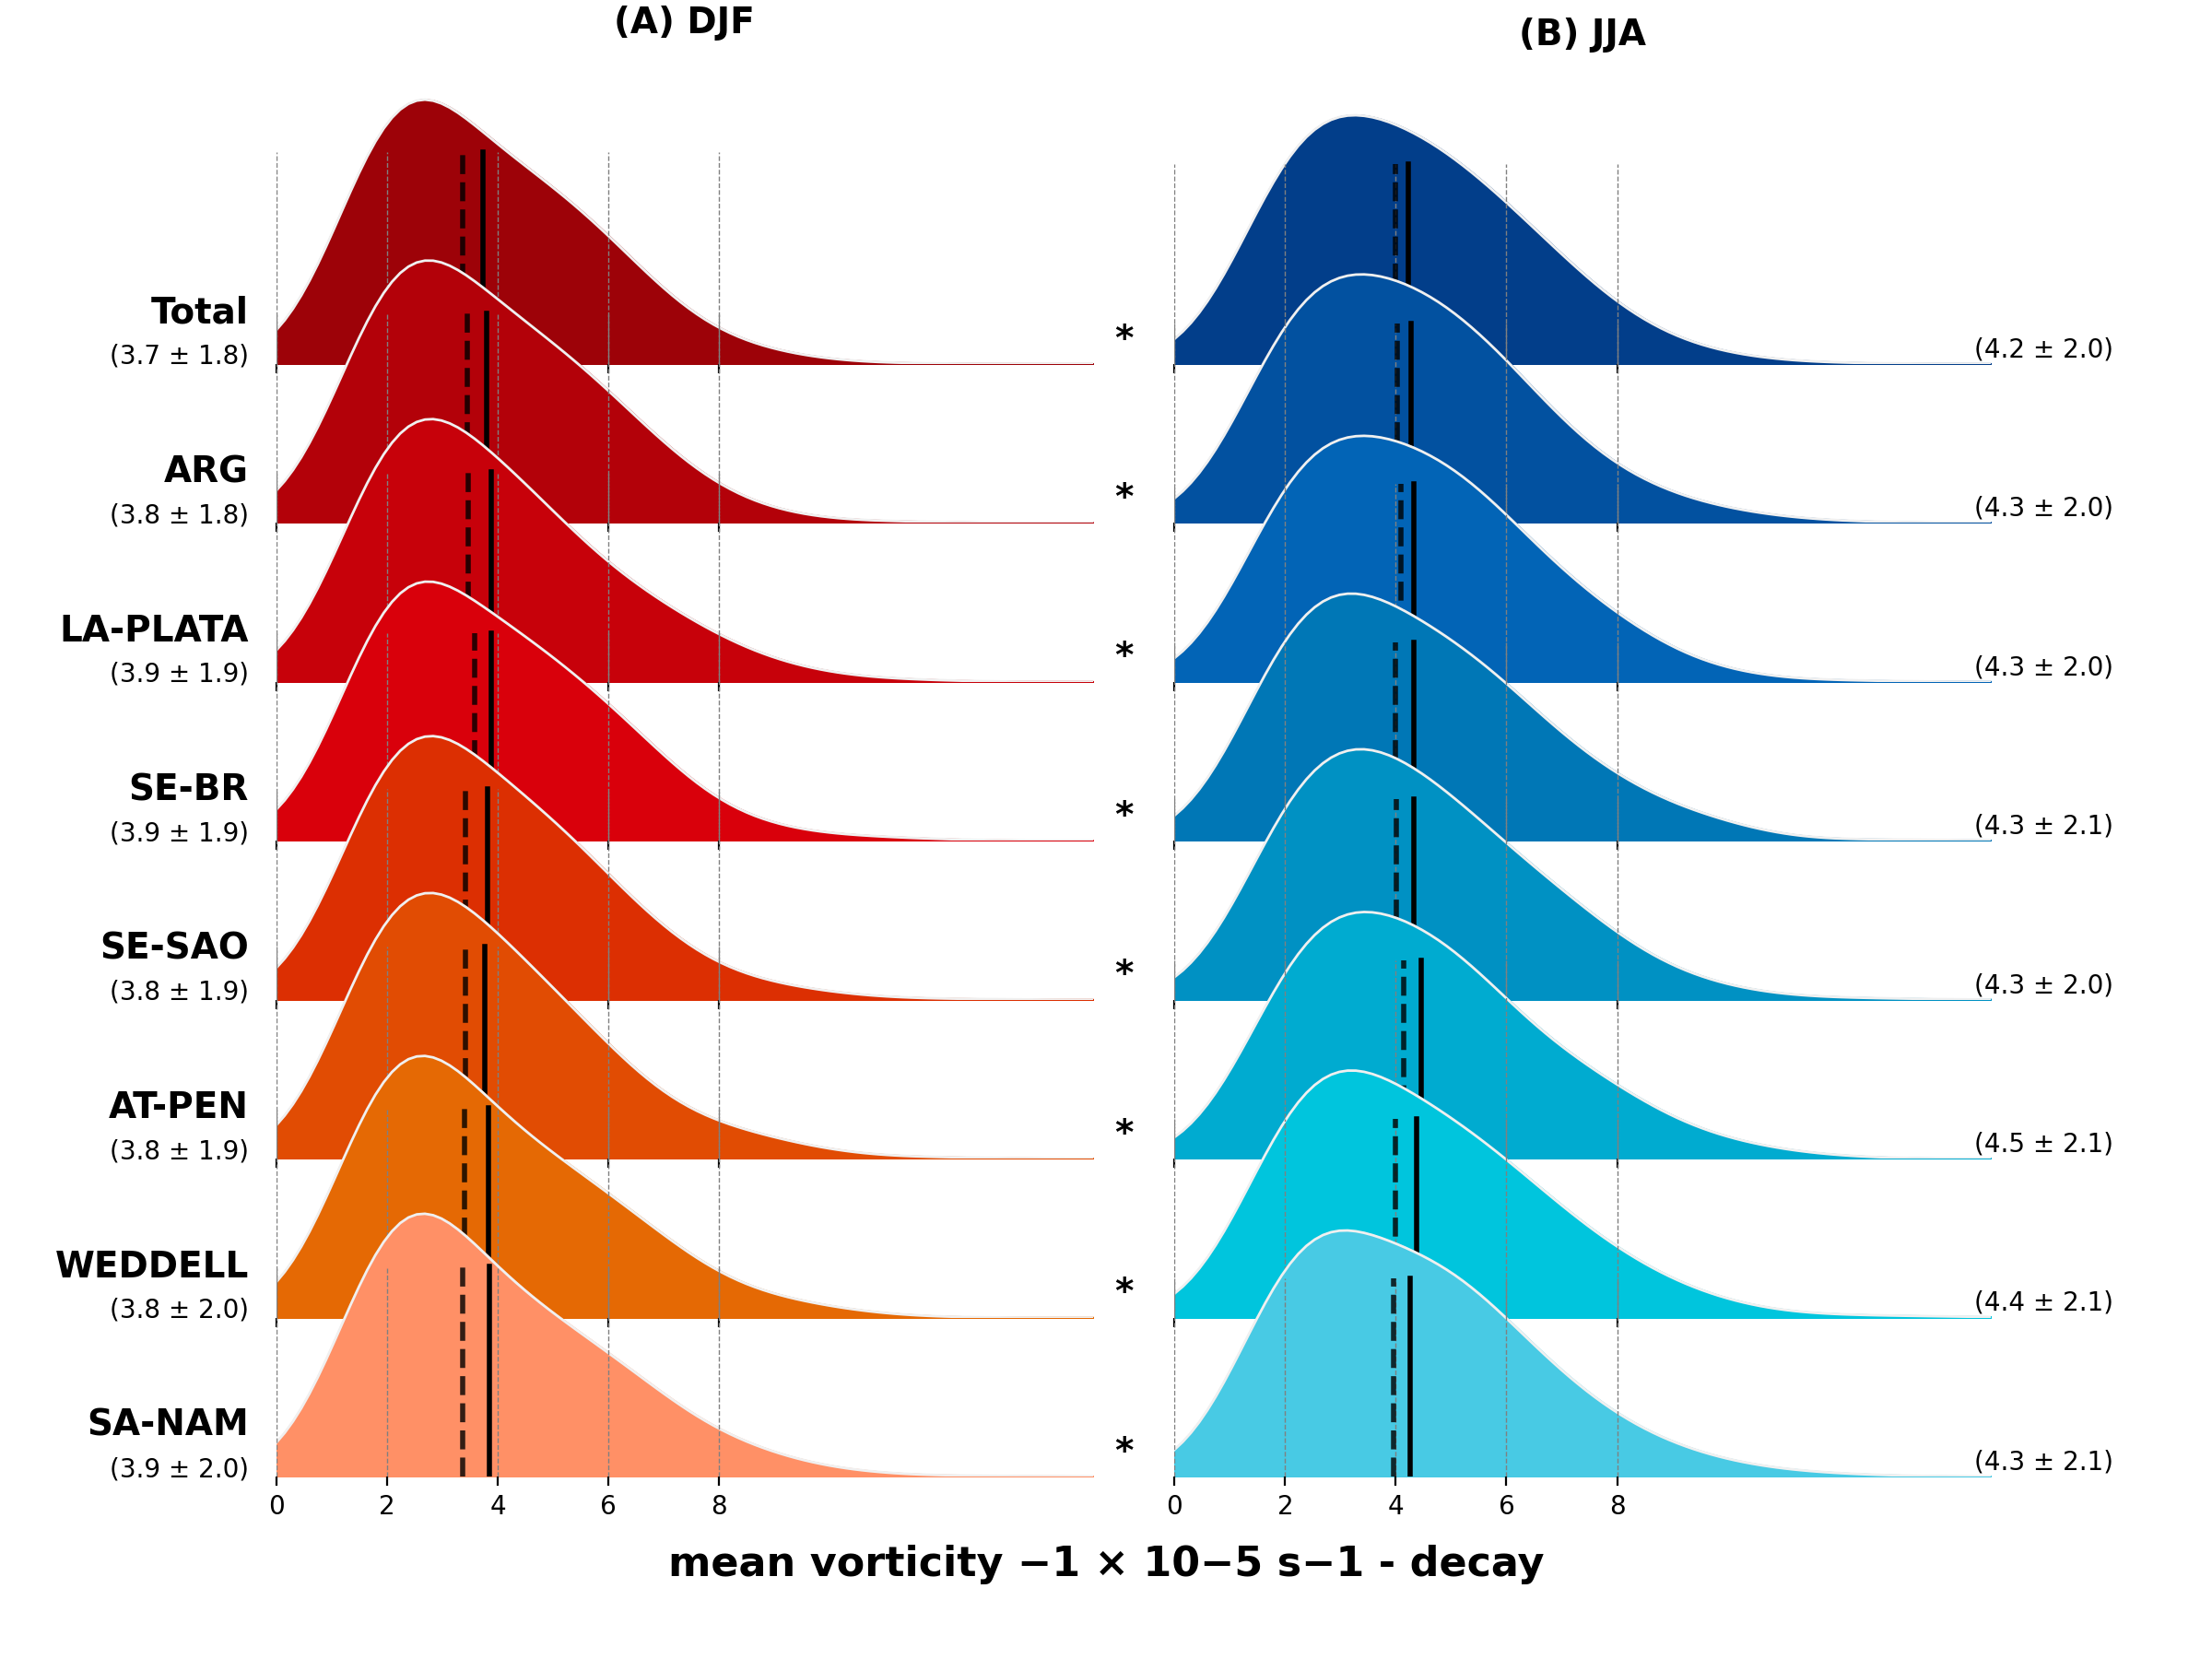 (A) DJF
(B) JJA
Total
(3.7 ± 1.8)
*
(4.2 ± 2.0)
ARG
(3.8 ± 1.8)
*
(4.3 ± 2.0)
LA-PLATA
(3.9 ± 1.9)
*
(4.3 ± 2.0)
SE-BR
(3.9 ± 1.9)
*
(4.3 ± 2.1)
SE-SAO
(3.8 ± 1.9)
*
(4.3 ± 2.0)
AT-PEN
(3.8 ± 1.9)
*
(4.5 ± 2.1)
WEDDELL
(3.8 ± 2.0)
*
(4.4 ± 2.1)
SA-NAM
(3.9 ± 2.0)
*
(4.3 ± 2.1)
0 2 4 6 8
0 2 4 6 8
mean vorticity −1 × 10−5 s−1 - decay